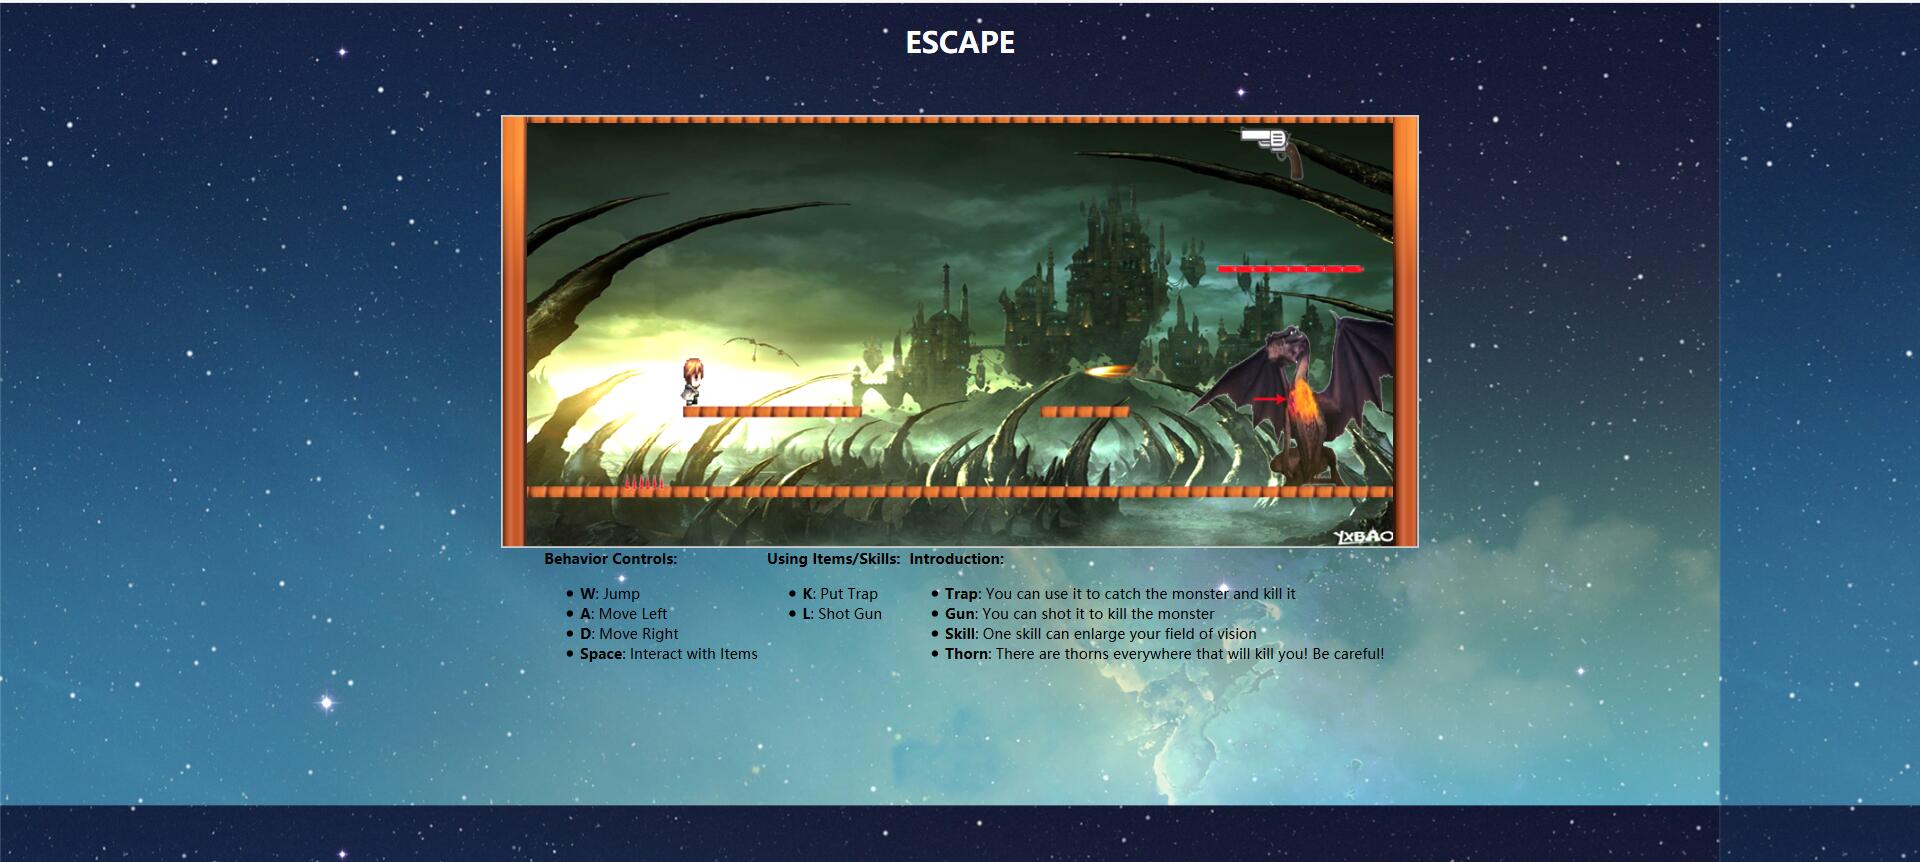 ESCAPE
YXBAO
Behavior Controls:
W: Jump
A: Move Left
D: Move Right
Space: Interact with Items
Using Items/Skills:
K: Put Trap
L: Shot Gun
Introduction:
Trap: You can use it to catch the monster and kill it
Gun: You can shot it to kill the monster
Skill: One skill can enlarge your field of vision
Thorn: There are thorns everywhere that will kill you! Be careful!